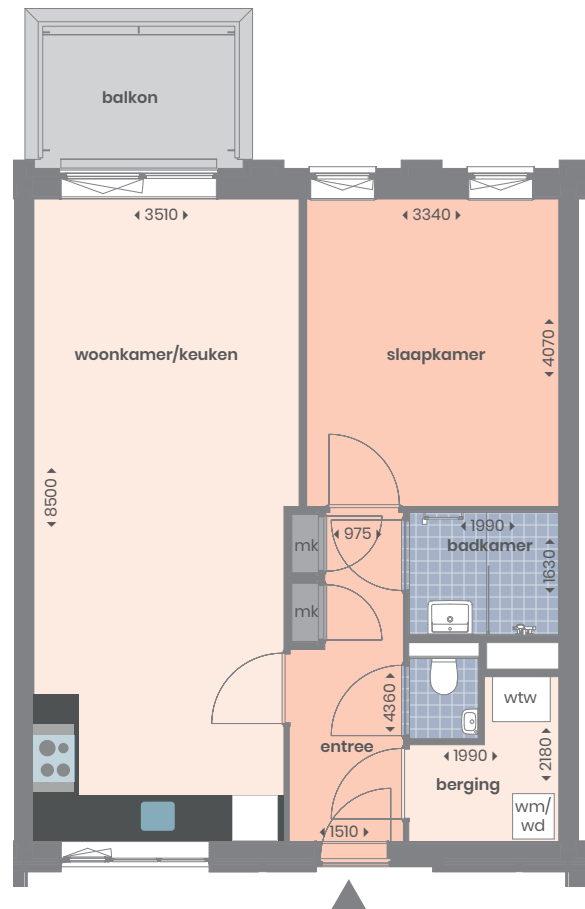 balkon
3510
3340
woonkamer/keuken
slaapkamer
4070
8500
mk
975
1990
badkamer
1630
mk
4360
wtw
entree
1990
2180
berging
wm/
wd
1510